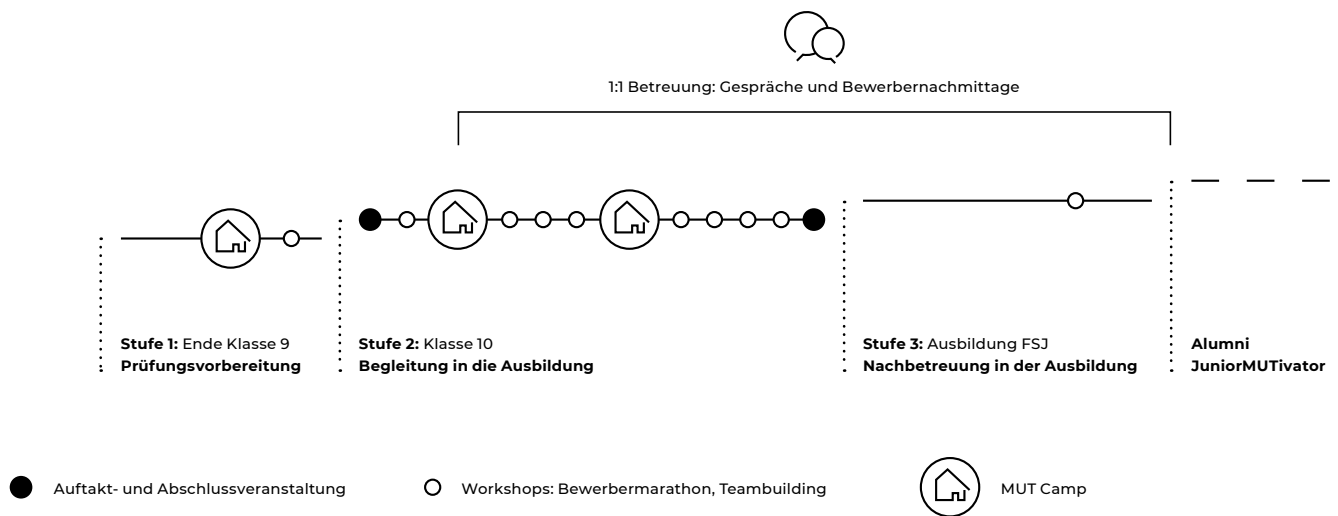 1:1 Betreuung: Gespräche und Bewerbernachmittage
Stufe 1: Ende Klasse 9
Prüfungsvorbereitung
Stufe 2: Klasse 10
Begleitung in die Ausbildung
Stufe 3: Ausbildung FSJ
Nachbetreuung in der Ausbildung
Alumni
JuniorMUTivator
Auftakt- und Abschlussveranstaltung
Workshops: Bewerbermarathon, Teambuilding
MUT Camp